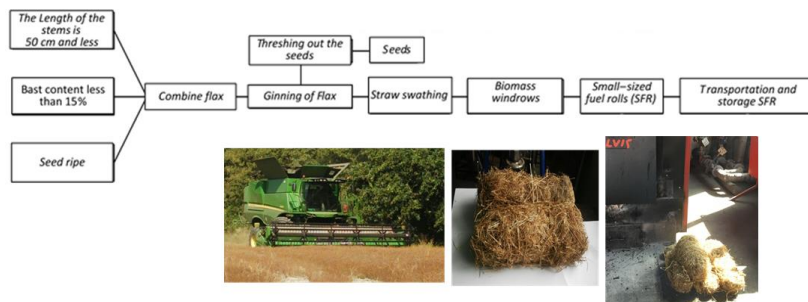 The Length of the
stems is
50 cm and less
Bast content less
than 15%
Seed ripe
Combine flax
Threshing out the
seeds
Seeds
Ginning of Flax
Straw swathing
Biomass
windrows
Small–sized
fuel rolls (SFR)
Transportation and
storage SFR